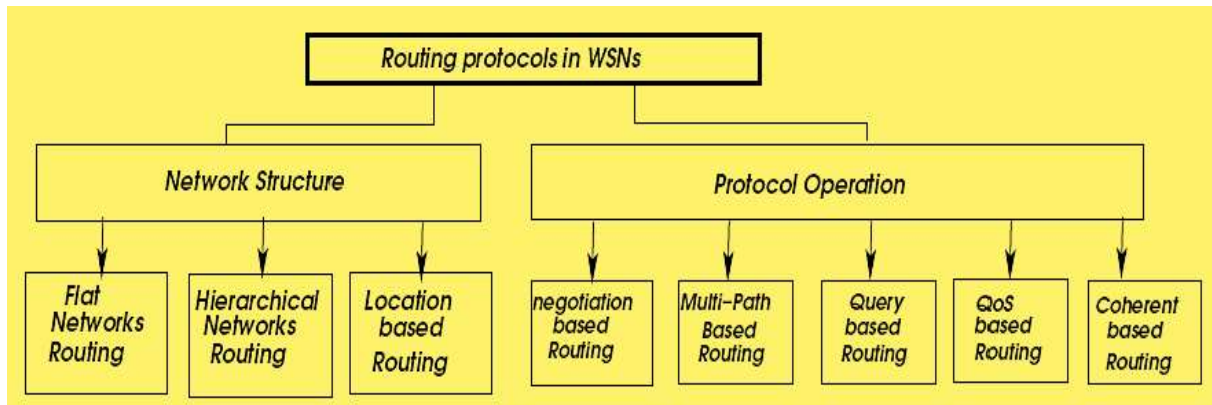 Routing protocols in WSNs
Network Structure
Protocol Operation
Flat
Networks
Routing
Hierarchical
Networks
Routing
Location
based
Routing
negotiation
based
Routing
Multi-Path
Based
Routing
Query
based
Routing
QoS
based
Routing
Coherent
based
Routing